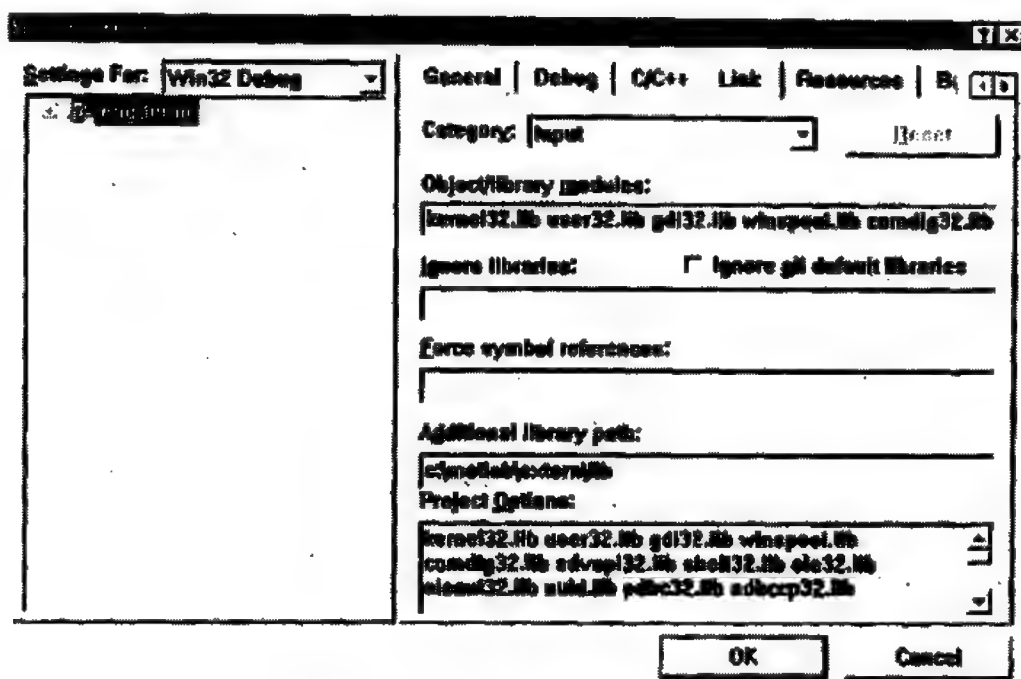 Settings For: Win32 Debug
General Debug C/C++ Link Resources
Category: Input Reset
Object/library modules:
kernel32.lib user32.lib gdi32.lib winspool.lib comdlg32.lib
Ignore libraries: Ignore all default libraries
Force symbol references:
Additional library path:
Project Options:
kernel32.lib user32.lib gdi32.lib winspool.lib
comdlg32.lib advapi32.lib shell32.lib ole32.lib
oleaut32.lib uuid.lib odbc32.lib odbccp32.lib
OK Cancel